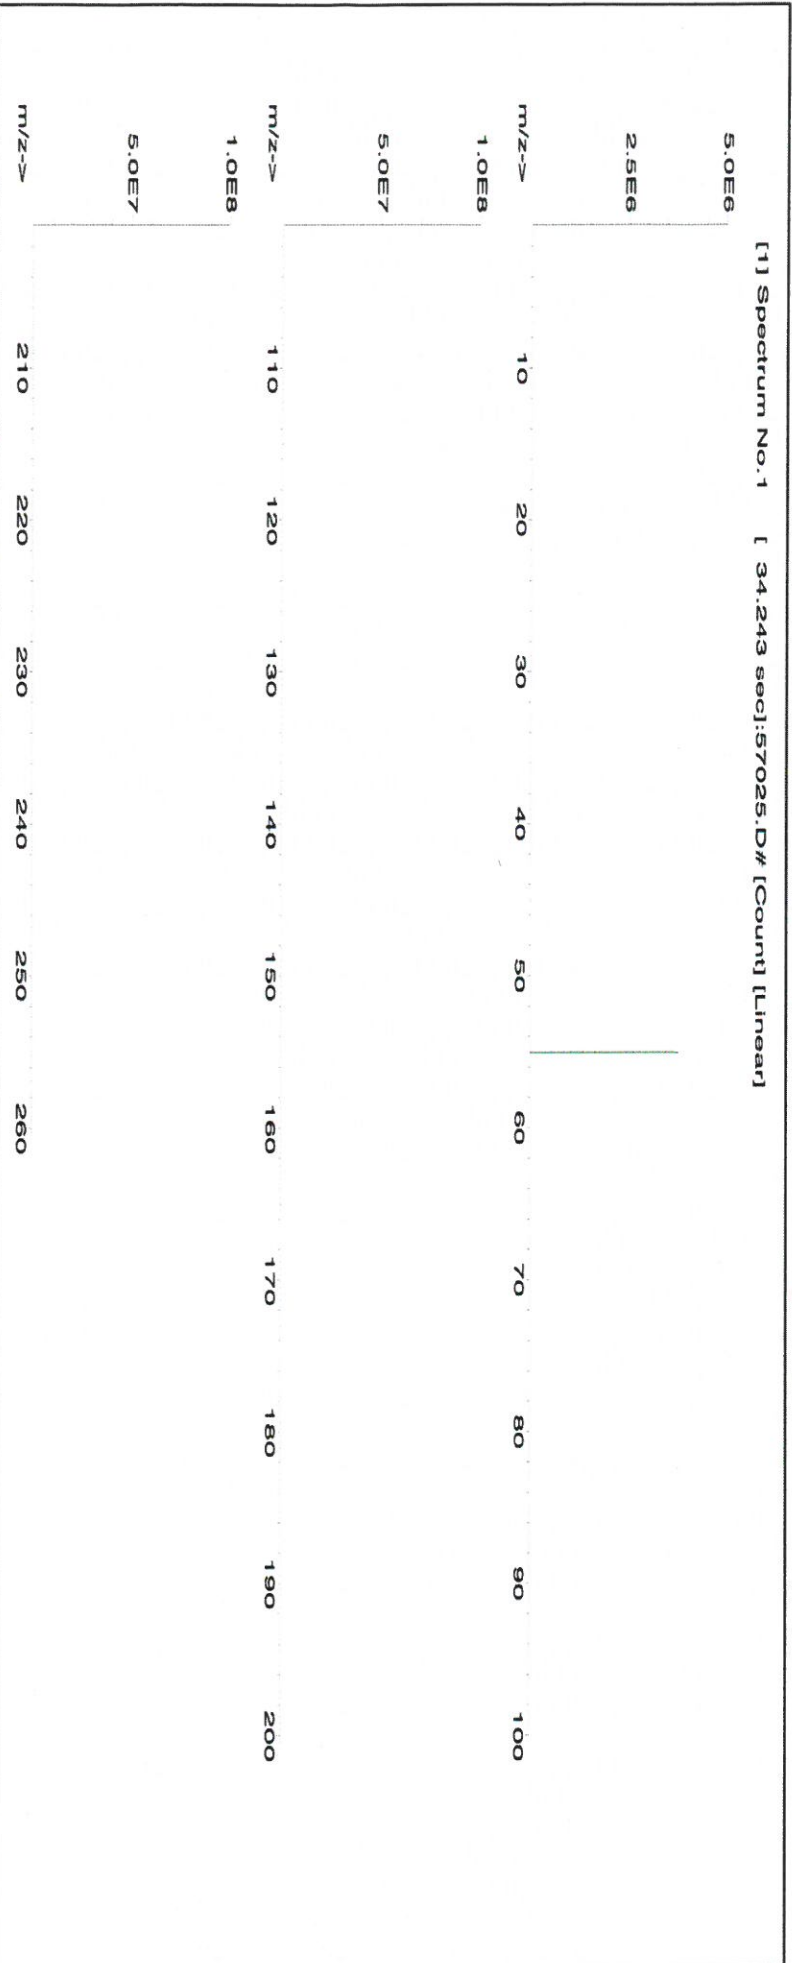 [1] Spectrum No.1 [ 34.243 sec]:57025.D# [Count] [Linear]
5.0E6
2.5E6
m/z-> 10 20 30 40 50 60 70 80 90 100
1.0E8
5.0E7
m/z-> 110 120 130 140 150 160 170 180 190 200
1.0E8
5.0E7
m/z-> 210 220 230 240 250 260